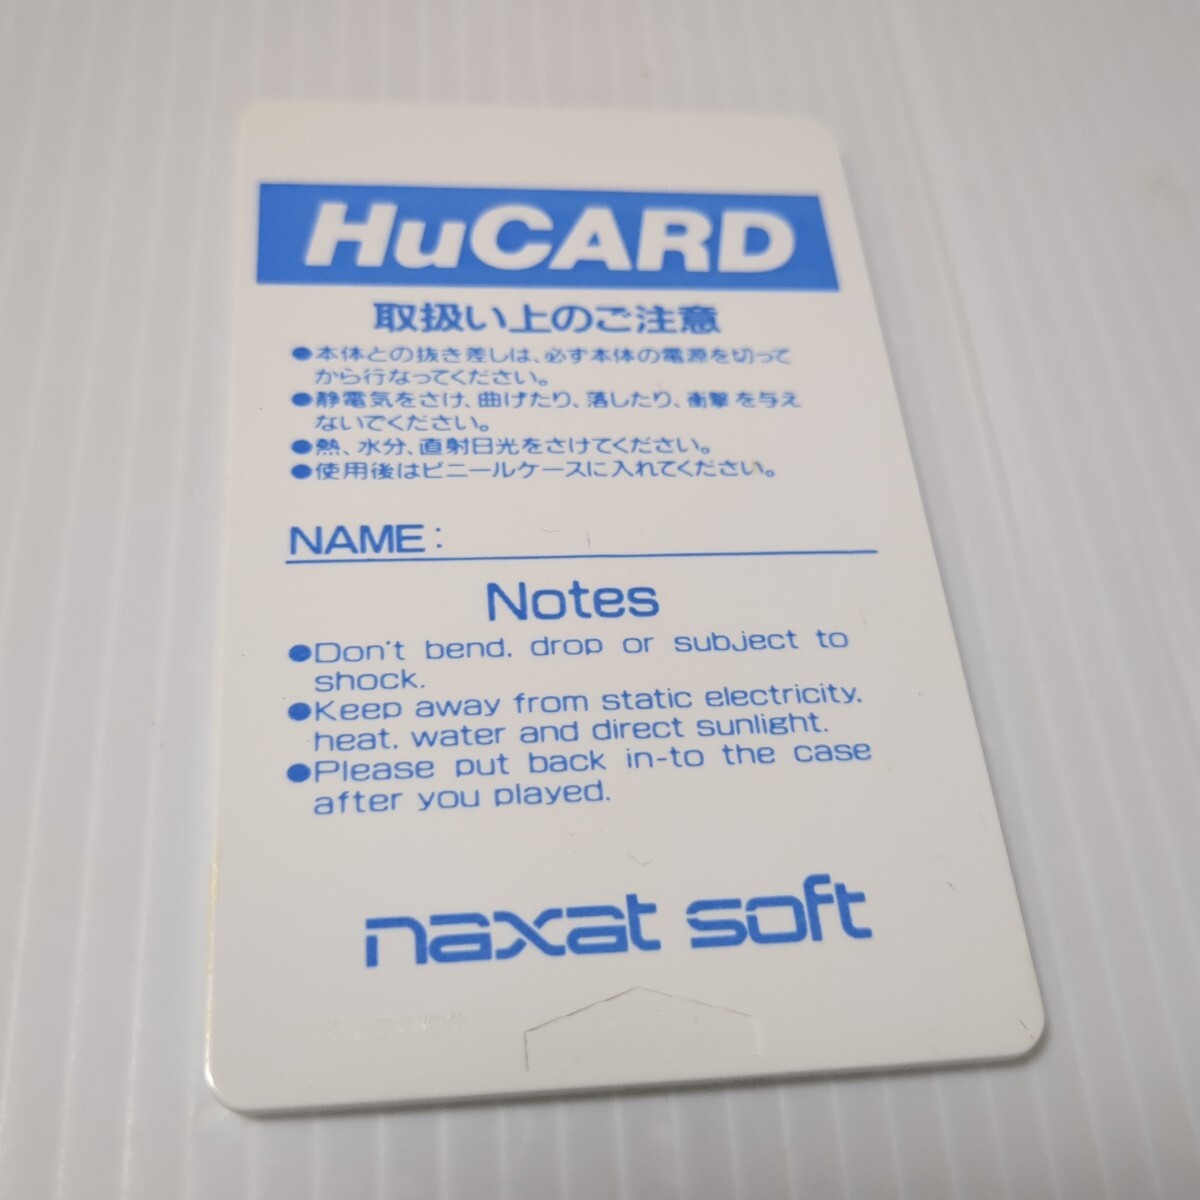 HuCARD
取扱い上のご注意
●本体との抜き差しは、必ず本体の電源を切って
から行なってください。
●静電気をさけ、曲げたり、落したり、衝撃を与え
ないでください。
●熱、水分、直射日光をさけてください。
●使用後はビニールケースに入れてください。
NAME:
Notes
●Don't bend, drop or subject to
shock.
●Keep away from static electricity,
heat, water and direct sunlight.
●Please put back in-to the case
after you played.
naxat soft